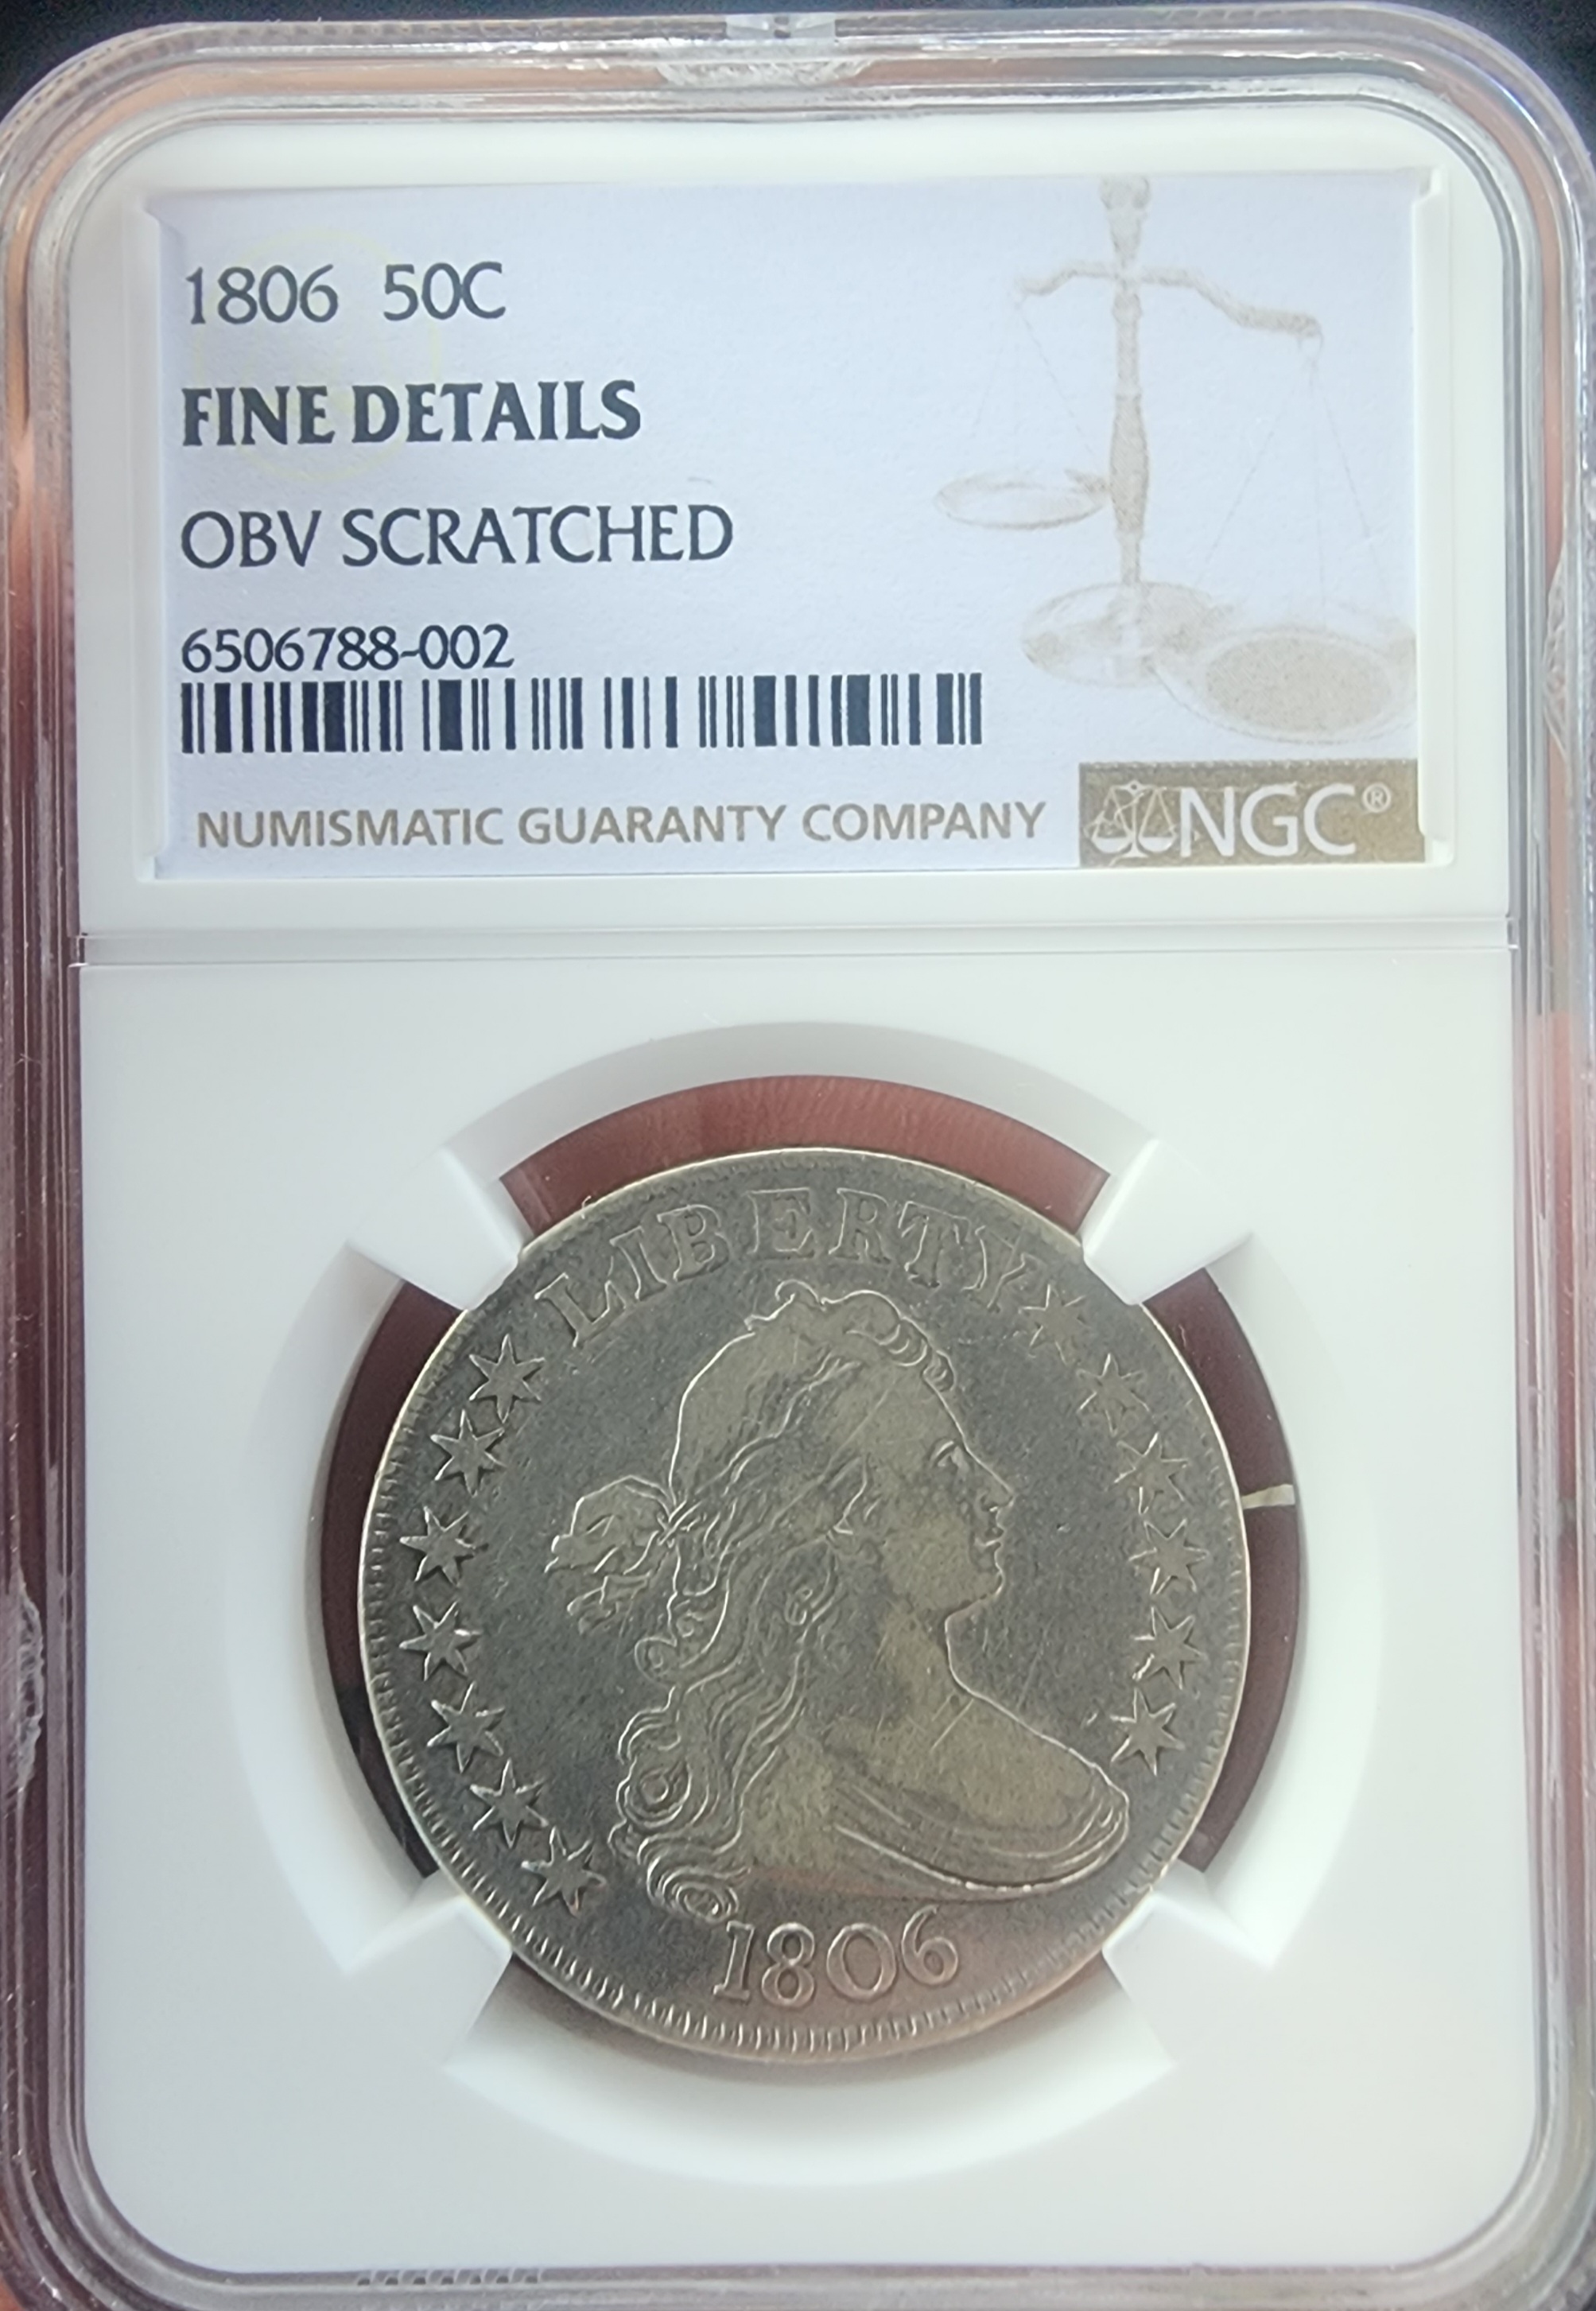 1806 50C
FINE DETAILS
OBV SCRATCHED
6506788-002
NUMISMATIC GUARANTY COMPANY NGC®
LIBERTY
1806